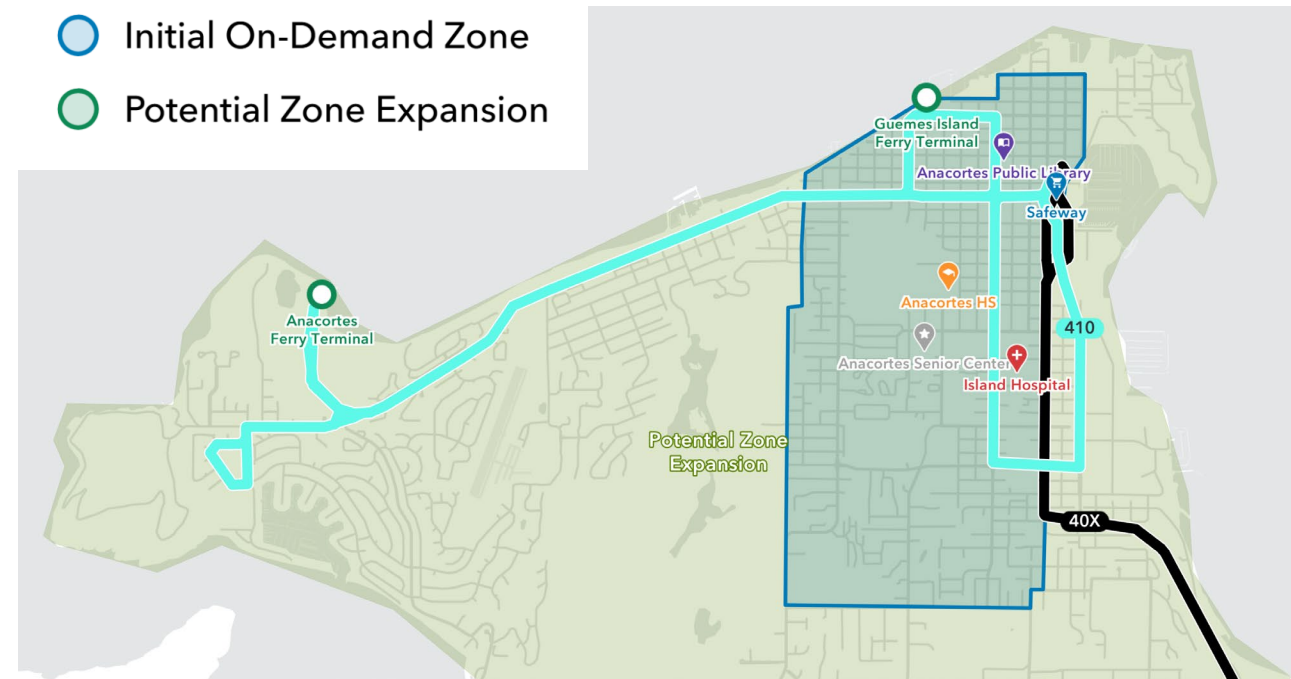 Initial On-Demand Zone
Potential Zone Expansion
Guemes Island
Ferry Terminal
Anacortes Public Library
Safeway
Anacortes HS
Anacortes
Ferry Terminal
410
Anacortes Senior Center
Island Hospital
Potential Zone
Expansion
40X